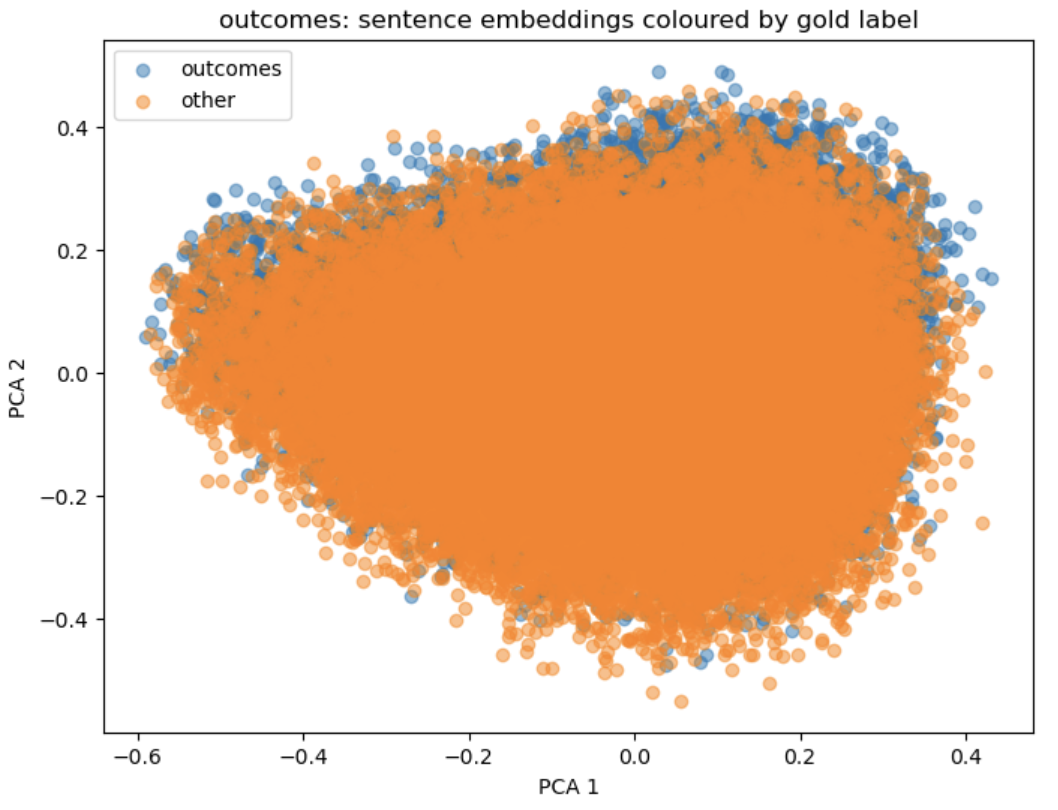 outcomes: sentence embeddings coloured by gold label
outcomes
other
0.4
0.2
0.0
−0.2
−0.4
PCA 2
−0.6
−0.4
−0.2
0.0
0.2
0.4
PCA 1